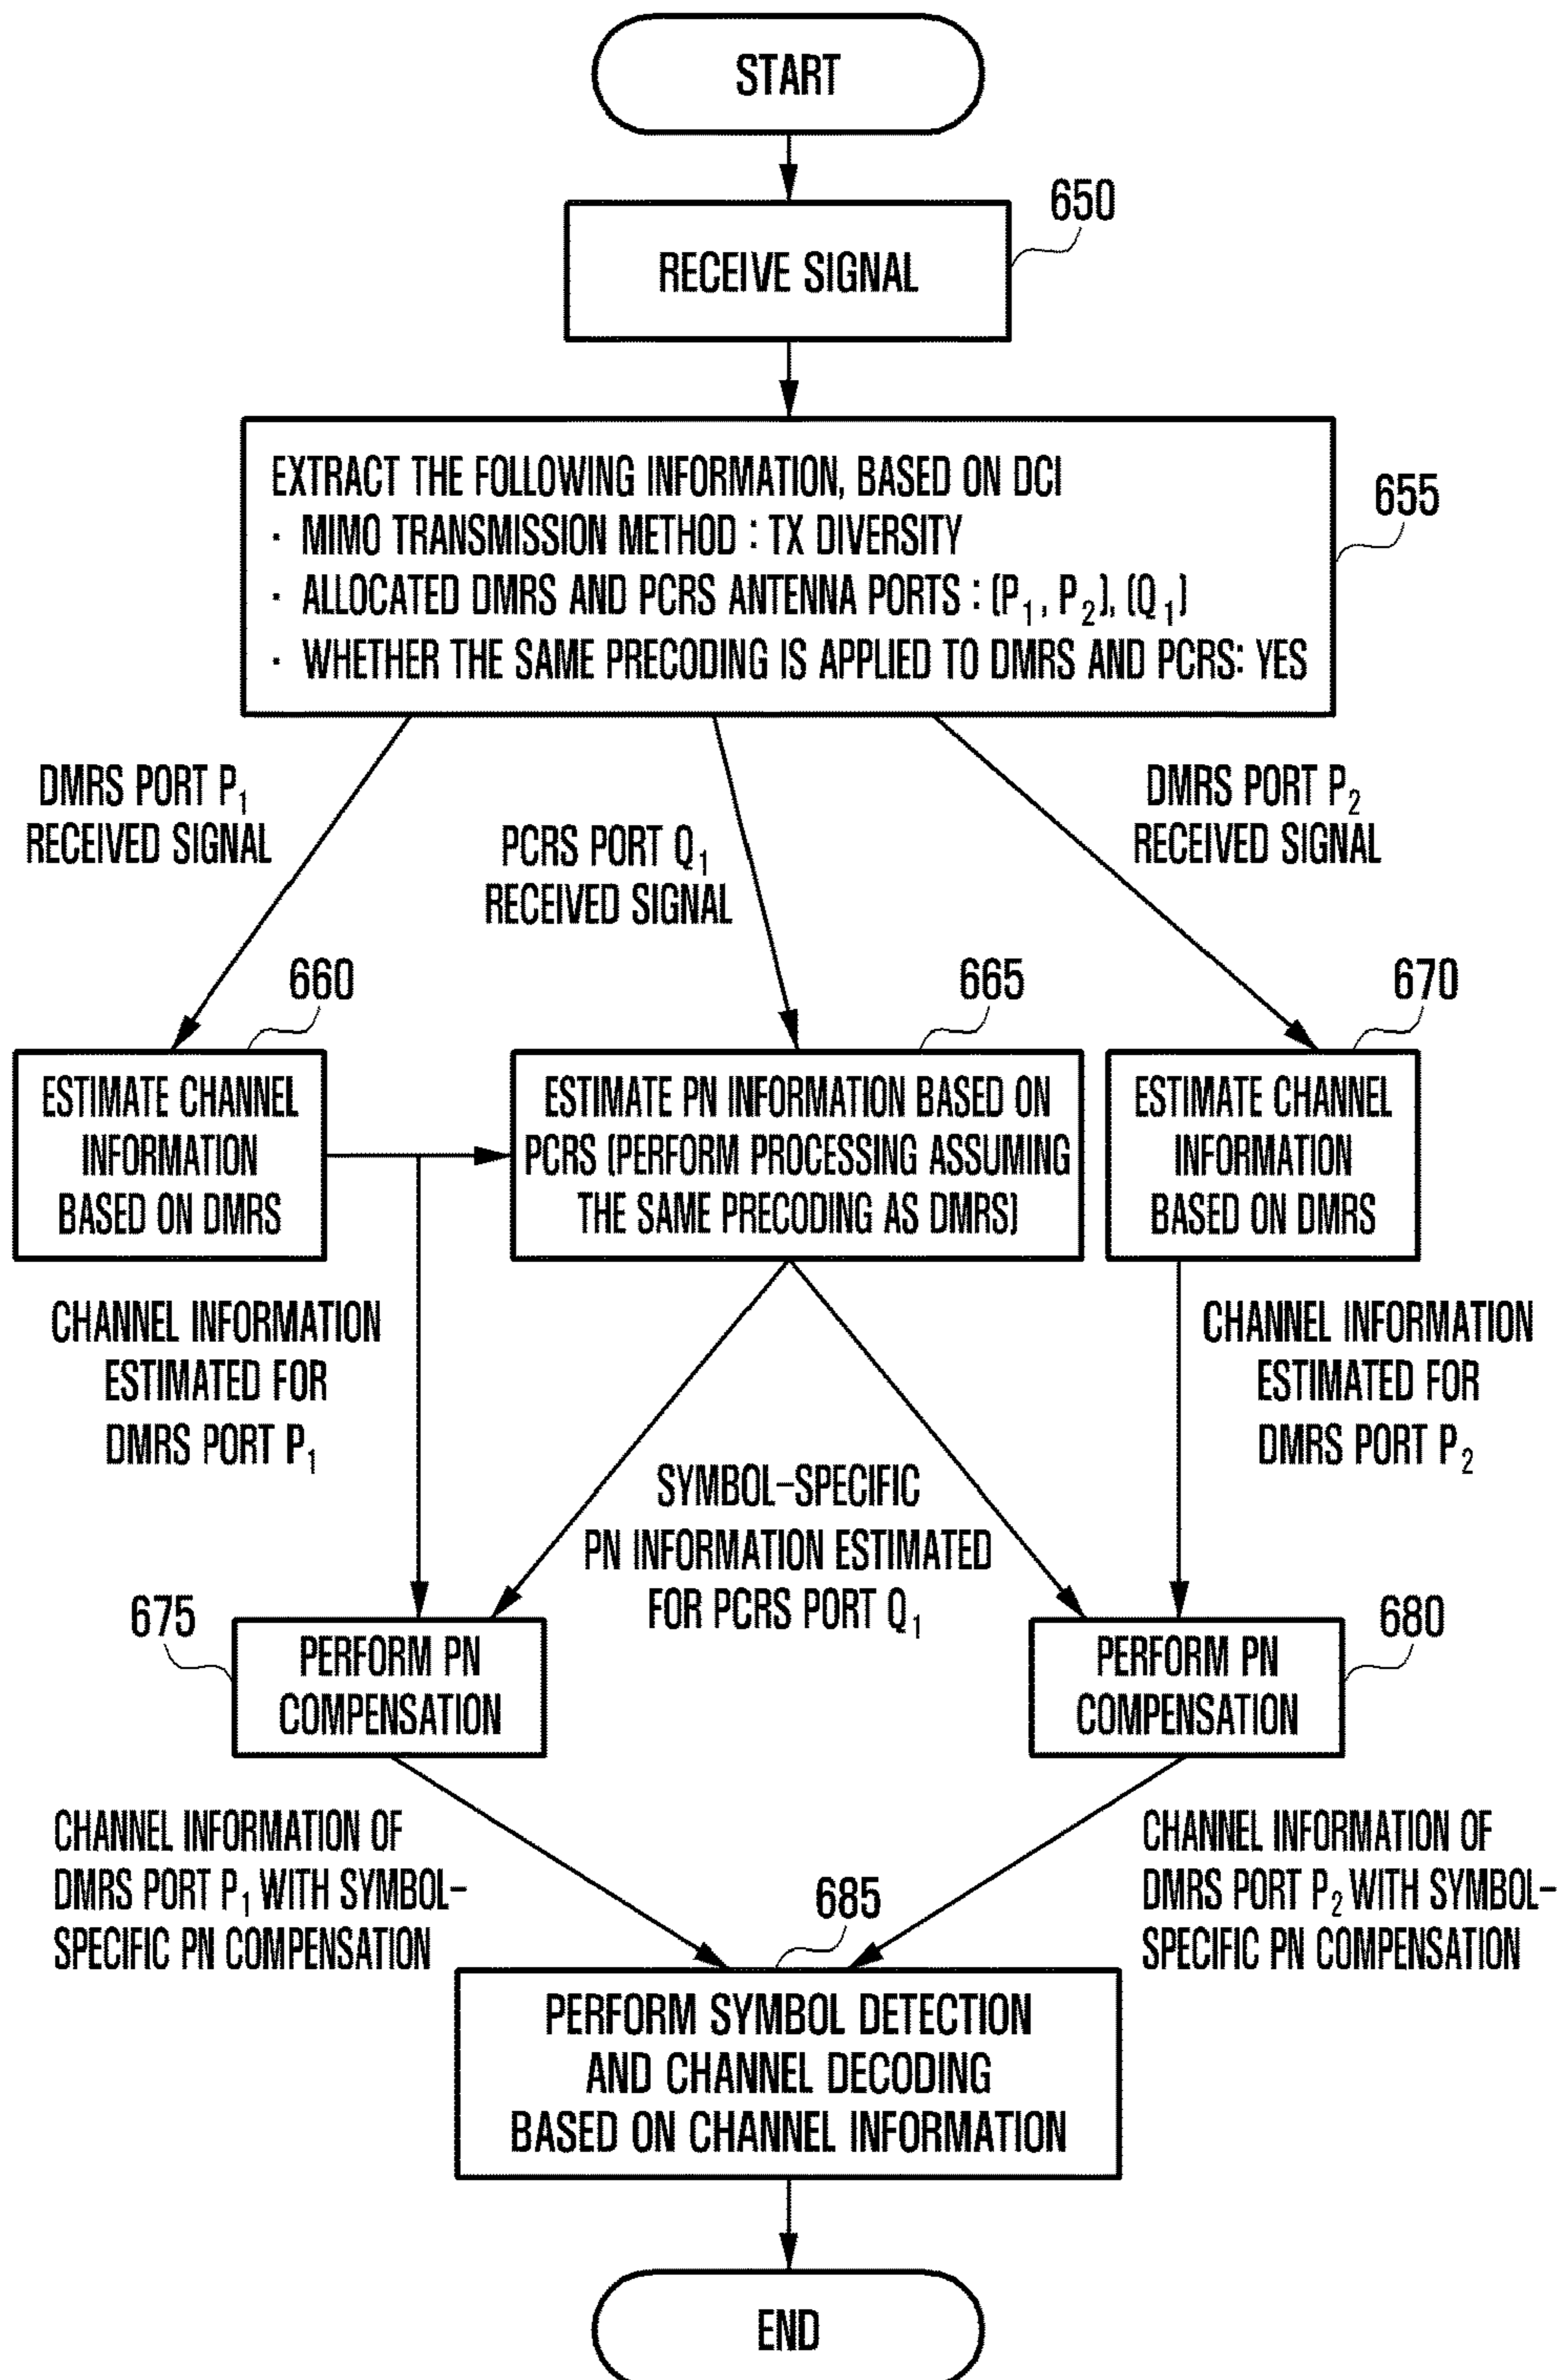 START
650
RECEIVE SIGNAL
EXTRACT THE FOLLOWING INFORMATION, BASED ON DCI
· MIMO TRANSMISSION METHOD : TX DIVERSITY
· ALLOCATED DMRS AND PCRS ANTENNA PORTS : (P₁, P₂), (Q₁)
· WHETHER THE SAME PRECODING IS APPLIED TO DMRS AND PCRS: YES
655
DMRS PORT P₁
RECEIVED SIGNAL
PCRS PORT Q₁
RECEIVED SIGNAL
DMRS PORT P₂
RECEIVED SIGNAL
660
ESTIMATE CHANNEL
INFORMATION
BASED ON DMRS
665
ESTIMATE PN INFORMATION BASED ON
PCRS (PERFORM PROCESSING ASSUMING
THE SAME PRECODING AS DMRS)
670
ESTIMATE CHANNEL
INFORMATION
BASED ON DMRS
CHANNEL INFORMATION
ESTIMATED FOR
DMRS PORT P₁
SYMBOL-SPECIFIC
PN INFORMATION ESTIMATED
FOR PCRS PORT Q₁
CHANNEL INFORMATION
ESTIMATED FOR
DMRS PORT P₂
675
PERFORM PN
COMPENSATION
680
PERFORM PN
COMPENSATION
CHANNEL INFORMATION OF
DMRS PORT P₁ WITH SYMBOL-
SPECIFIC PN COMPENSATION
CHANNEL INFORMATION OF
DMRS PORT P₂ WITH SYMBOL-
SPECIFIC PN COMPENSATION
685
PERFORM SYMBOL DETECTION
AND CHANNEL DECODING
BASED ON CHANNEL INFORMATION
END